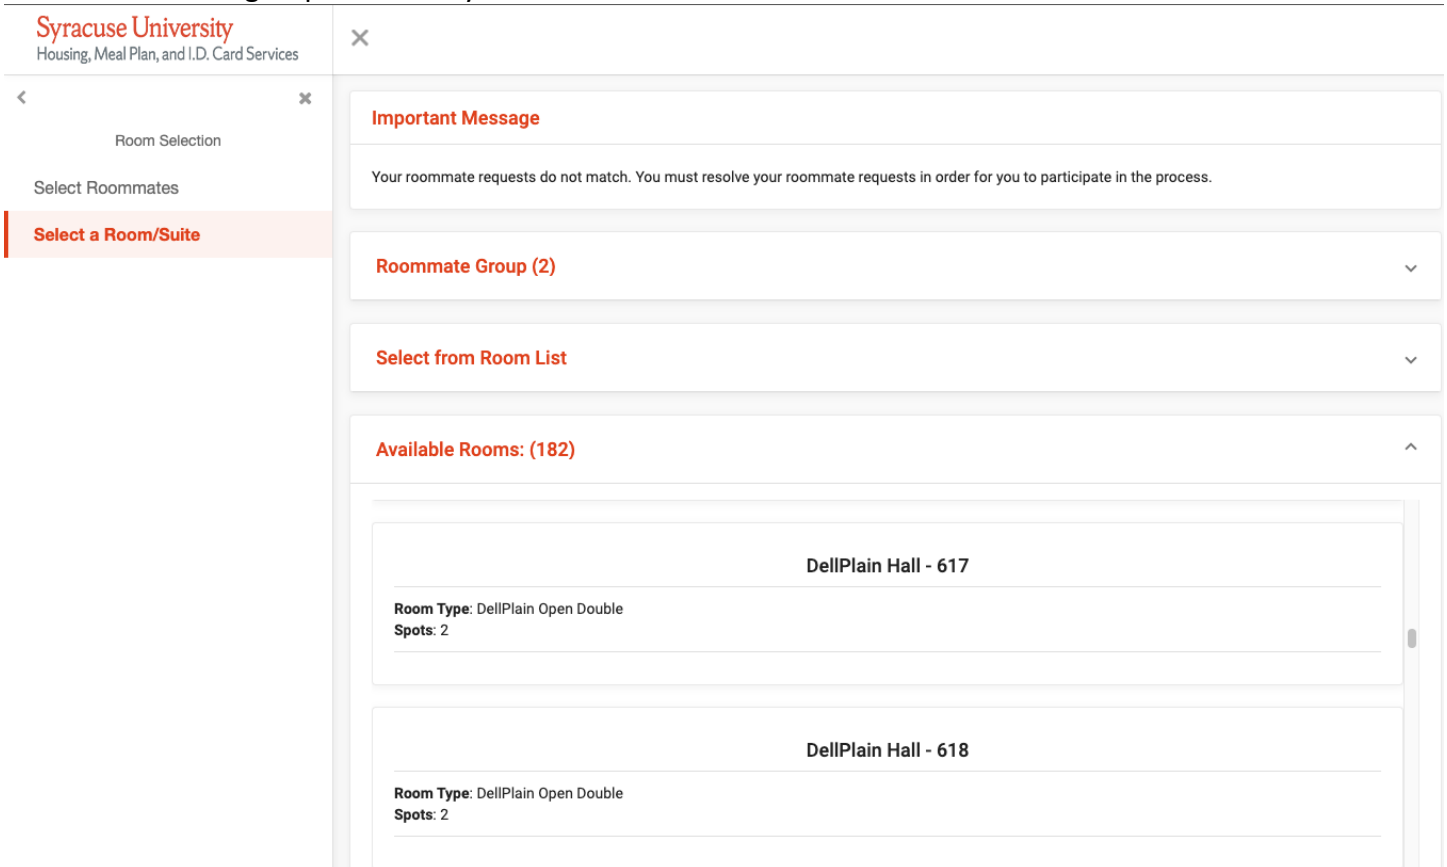 Syracuse University
Housing, Meal Plan, and I.D. Card Services
Room Selection
Select Roommates
Select a Room/Suite
Important Message
Your roommate requests do not match. You must resolve your roommate requests in order for you to participate in the process.
Roommate Group (2)
Select from Room List
Available Rooms: (182)
DellPlain Hall - 617
Room Type: DellPlain Open Double
Spots: 2
DellPlain Hall - 618
Room Type: DellPlain Open Double
Spots: 2